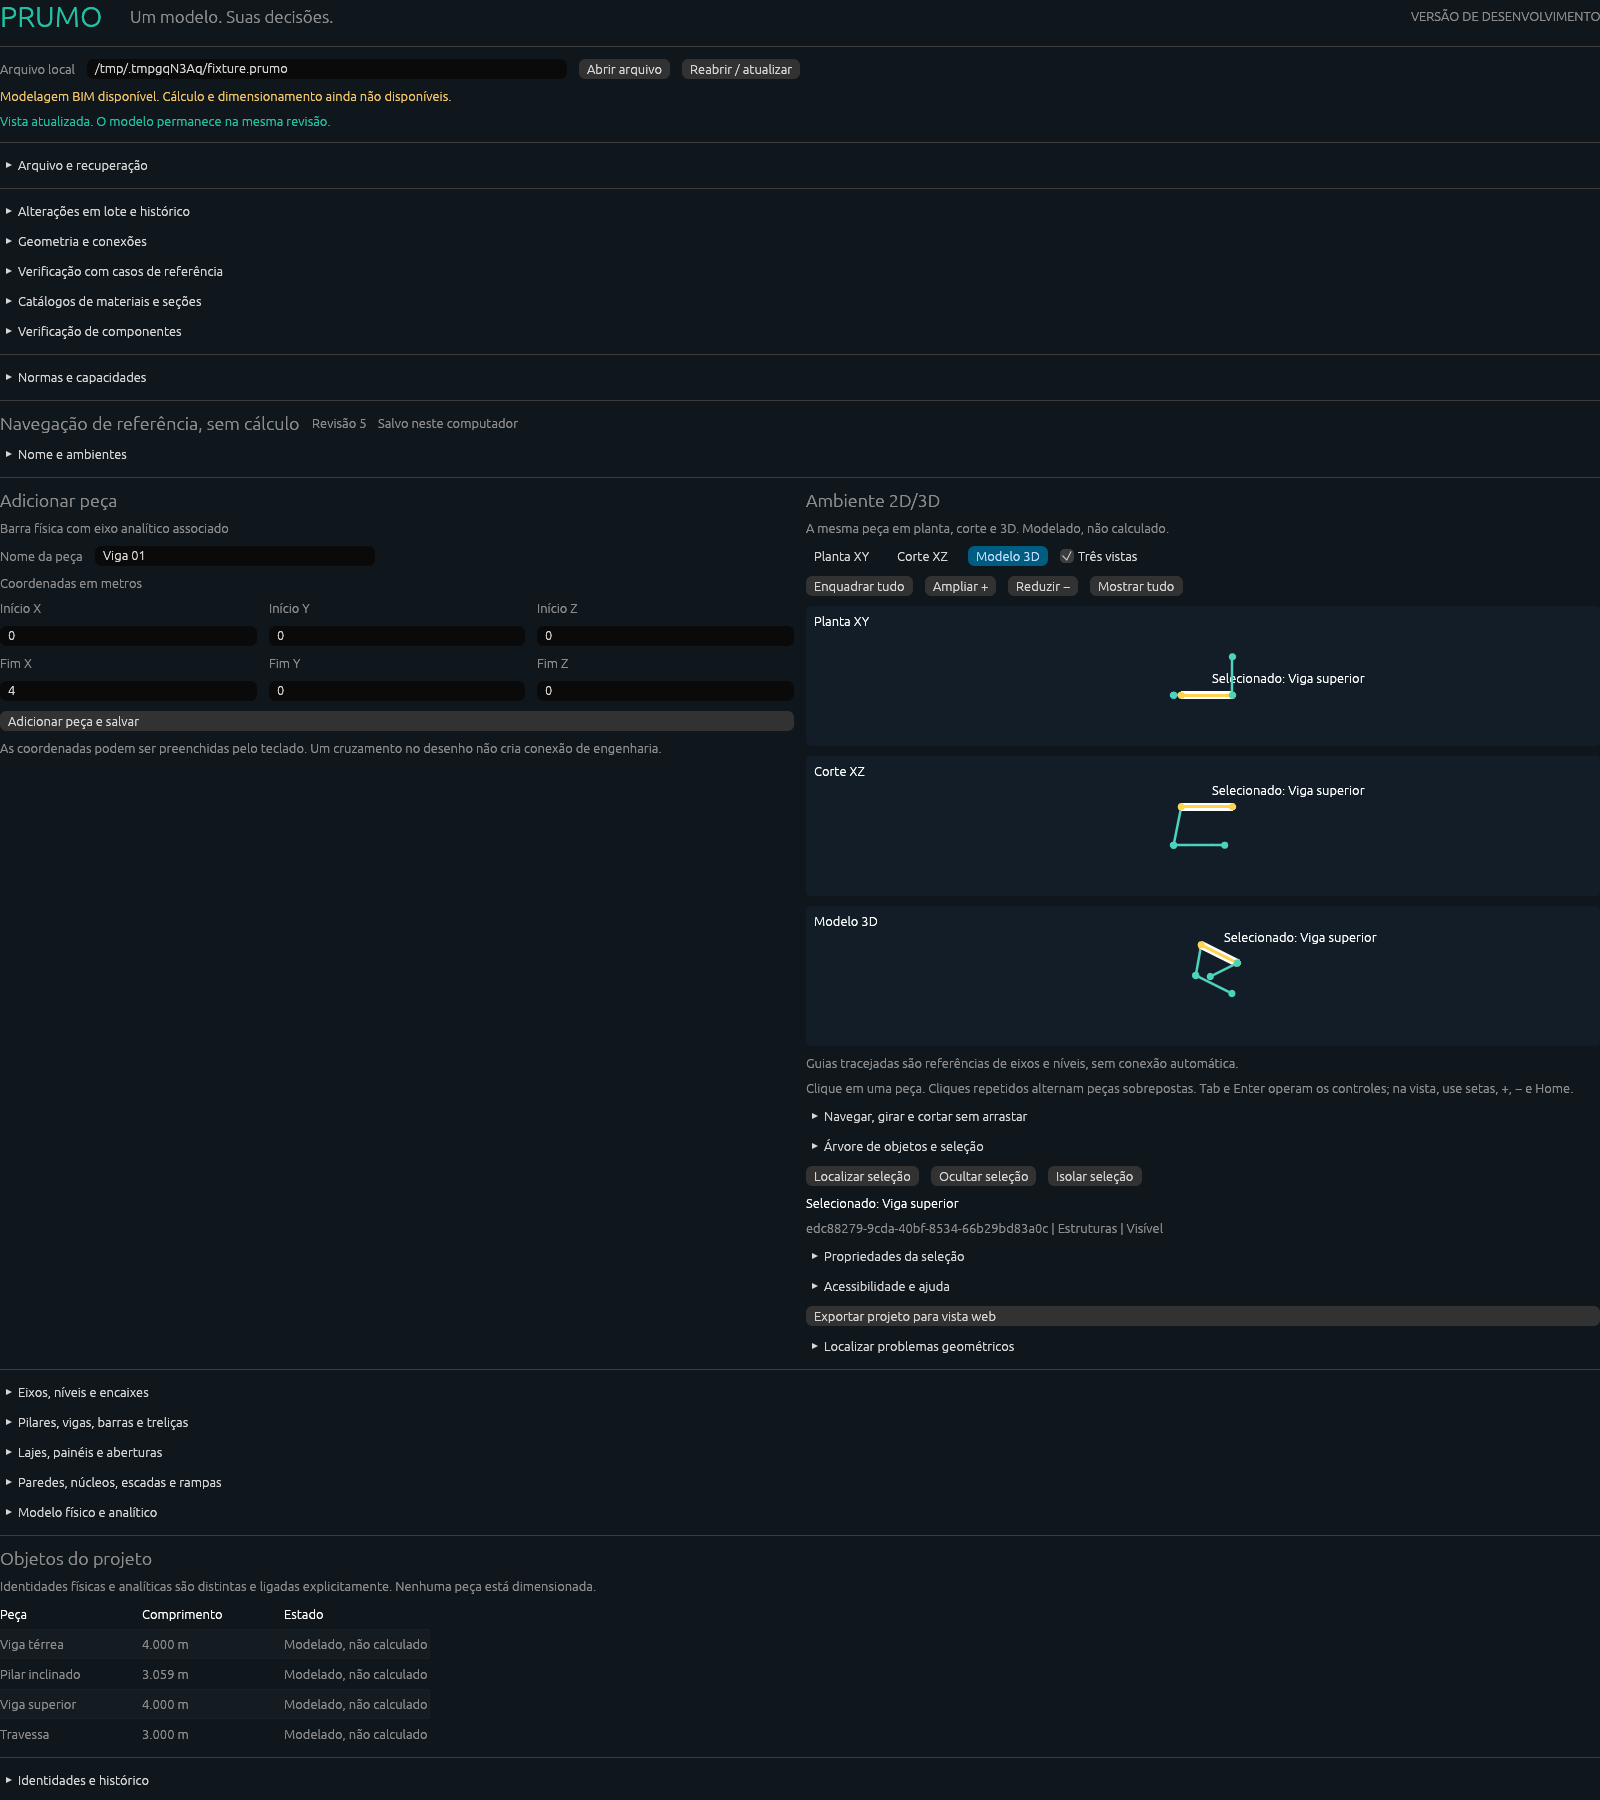 PRUMO Um modelo. Suas decisões. VERSÃO DE DESENVOLVIMENTO
Arquivo local /tmp/.tmpgqN3Aq/fixture.prumo Abrir arquivo Reabrir / atualizar
Modelagem BIM disponível. Cálculo e dimensionamento ainda não disponíveis.
Vista atualizada. O modelo permanece na mesma revisão.
Arquivo e recuperação
Alterações em lote e histórico
Geometria e conexões
Verificação com casos de referência
Catálogos de materiais e seções
Verificação de componentes
Normas e capacidades
Navegação de referência, sem cálculo Revisão 5 Salvo neste computador
Nome e ambientes
Adicionar peça
Barra física com eixo analítico associado
Nome da peça Viga 01
Coordenadas em metros
Início X Início Y Início Z
0 0 0
Fim X Fim Y Fim Z
4 0 0
Adicionar peça e salvar
As coordenadas podem ser preenchidas pelo teclado. Um cruzamento no desenho não cria conexão de engenharia.
Ambiente 2D/3D
A mesma peça em planta, corte e 3D. Modelado, não calculado.
Planta XY Corte XZ Modelo 3D Três vistas
Enquadrar tudo Ampliar + Reduzir − Mostrar tudo
Planta XY
Selecionado: Viga superior
Corte XZ
Selecionado: Viga superior
Modelo 3D
Selecionado: Viga superior
Guias tracejadas são referências de eixos e níveis, sem conexão automática.
Clique em uma peça. Cliques repetidos alternam peças sobrepostas. Tab e Enter operam os controles; na vista, use setas, +, − e Home.
Navegar, girar e cortar sem arrastar
Árvore de objetos e seleção
Localizar seleção Ocultar seleção Isolar seleção
Selecionado: Viga superior
edc88279-9cda-40bf-8534-66b29bd83a0c | Estruturas | Visível
Propriedades da seleção
Acessibilidade e ajuda
Exportar projeto para vista web
Localizar problemas geométricos
Eixos, níveis e encaixes
Pilares, vigas, barras e treliças
Lajes, painéis e aberturas
Paredes, núcleos, escadas e rampas
Modelo físico e analítico
Objetos do projeto
Identidades físicas e analíticas são distintas e ligadas explicitamente. Nenhuma peça está dimensionada.
Peça Comprimento Estado
Viga térrea 4.000 m Modelado, não calculado
Pilar inclinado 3.059 m Modelado, não calculado
Viga superior 4.000 m Modelado, não calculado
Travessa 3.000 m Modelado, não calculado
Identidades e histórico